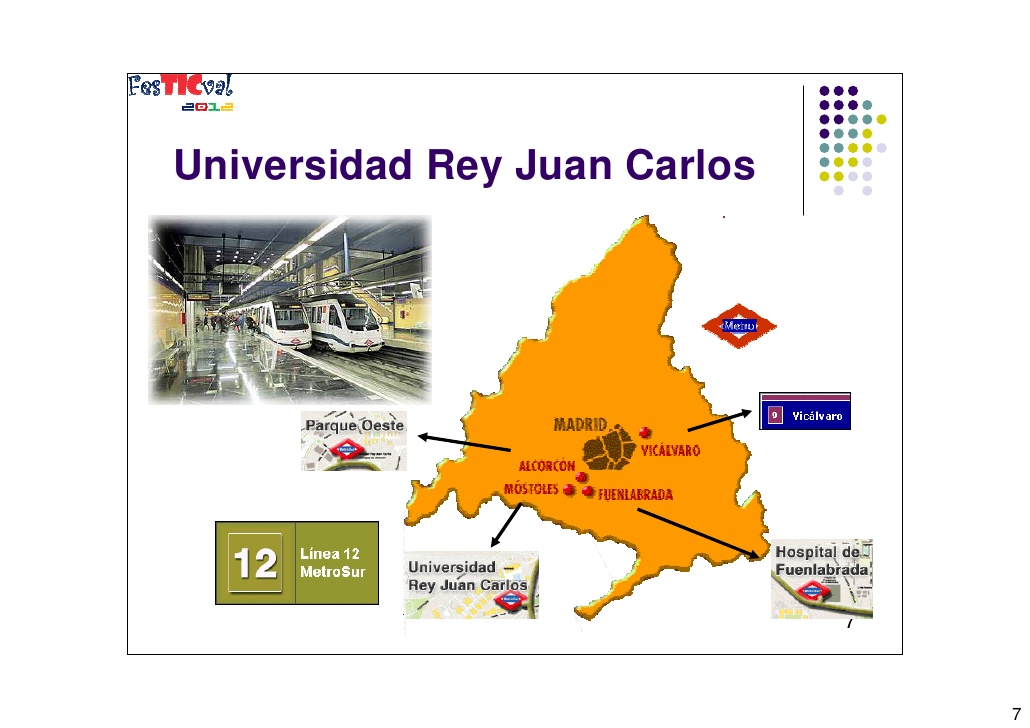 FesTICval
2012
Universidad Rey Juan Carlos
Metro
9 Vicálvaro
Parque Oeste
MADRID
VICÁLVARO
ALCORCÓN
MÓSTOLES
FUENLABRADA
12
Línea 12
MetroSur
Universidad
Rey Juan Carlos
Hospital de
Fuenlabrada
7
7